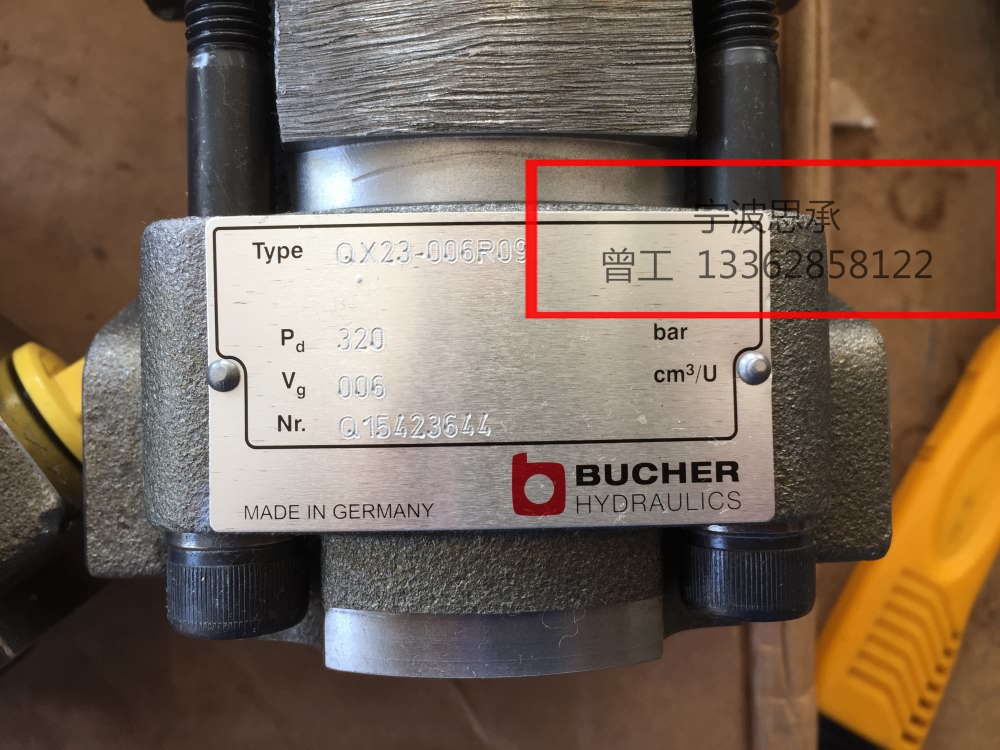 宁波思承
曾工 13362858122
Type QX23-006R09
Pd 320 bar
Vg 006 cm³/U
Nr. Q15423644
BUCHER
HYDRAULICS
MADE IN GERMANY